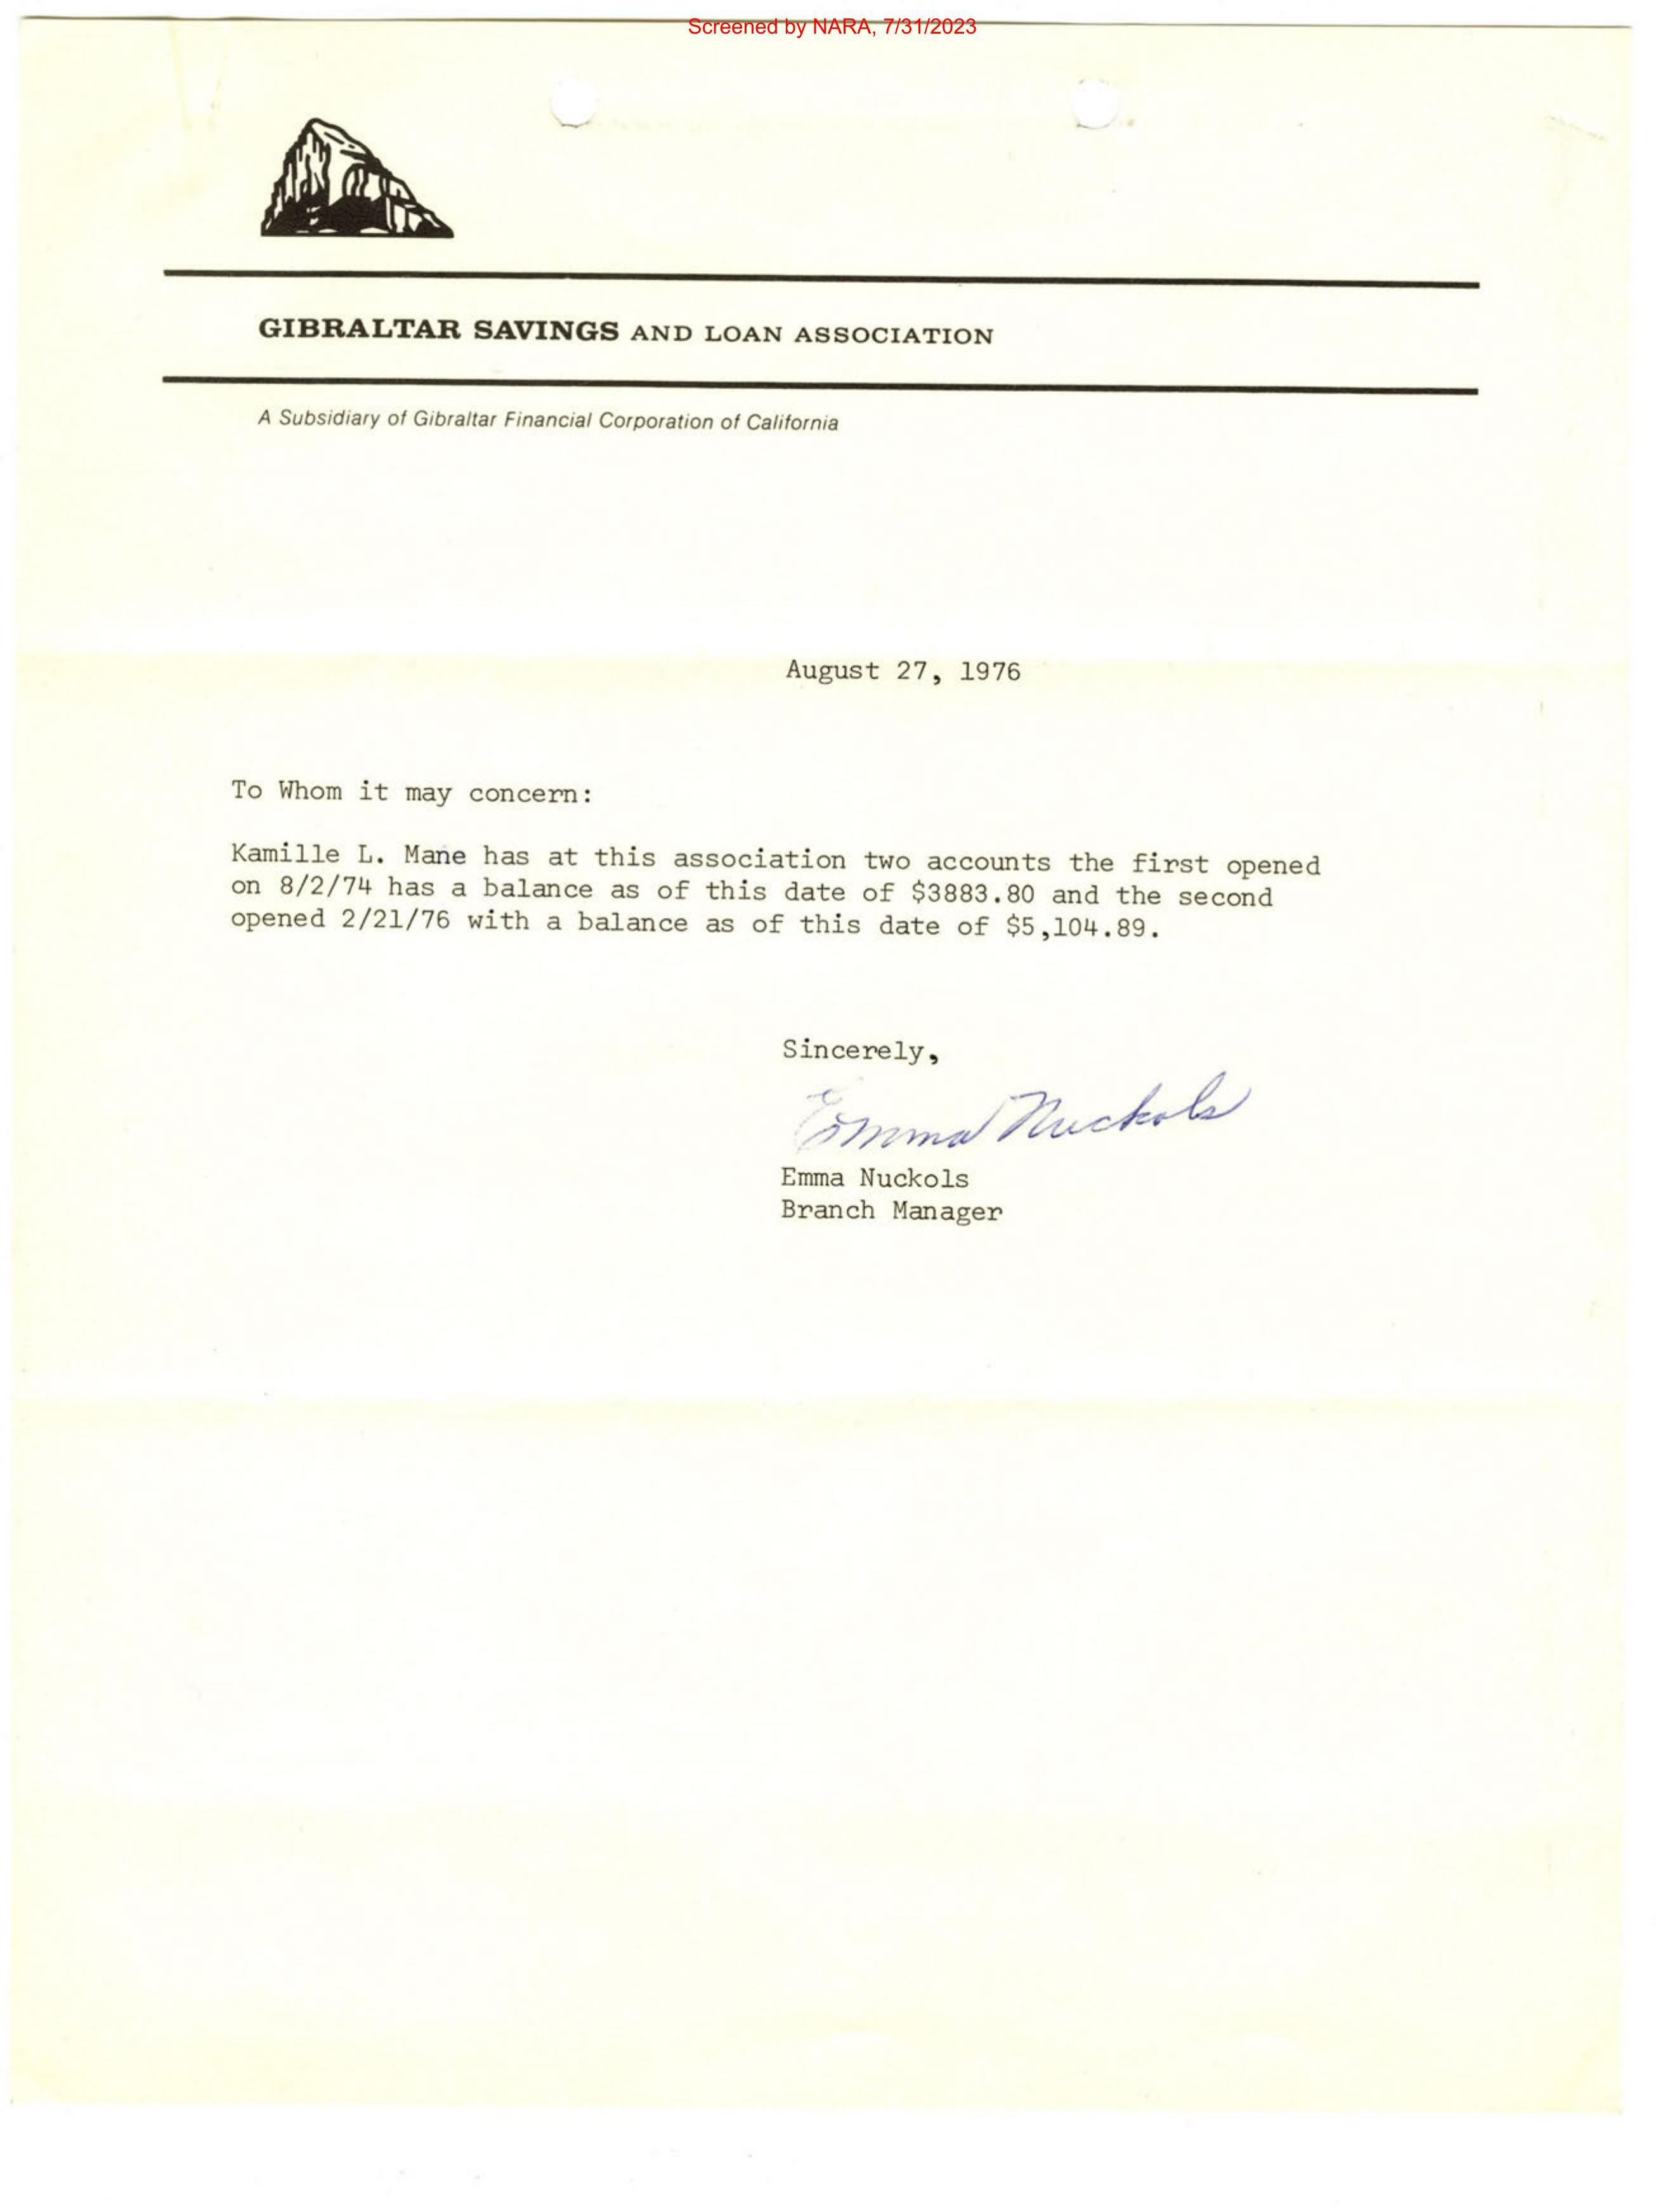 Screened by NARA, 7/31/2023
GIBRALTAR SAVINGS AND LOAN ASSOCIATION
A Subsidiary of Gibraltar Financial Corporation of California
August 27, 1976
To Whom it may concern:
Kamille L. Mane has at this association two accounts the first opened
on 8/2/74 has a balance as of this date of $3883.80 and the second
opened 2/21/76 with a balance as of this date of $5,104.89.
Sincerely,
Emma Nuckols
Emma Nuckols
Branch Manager